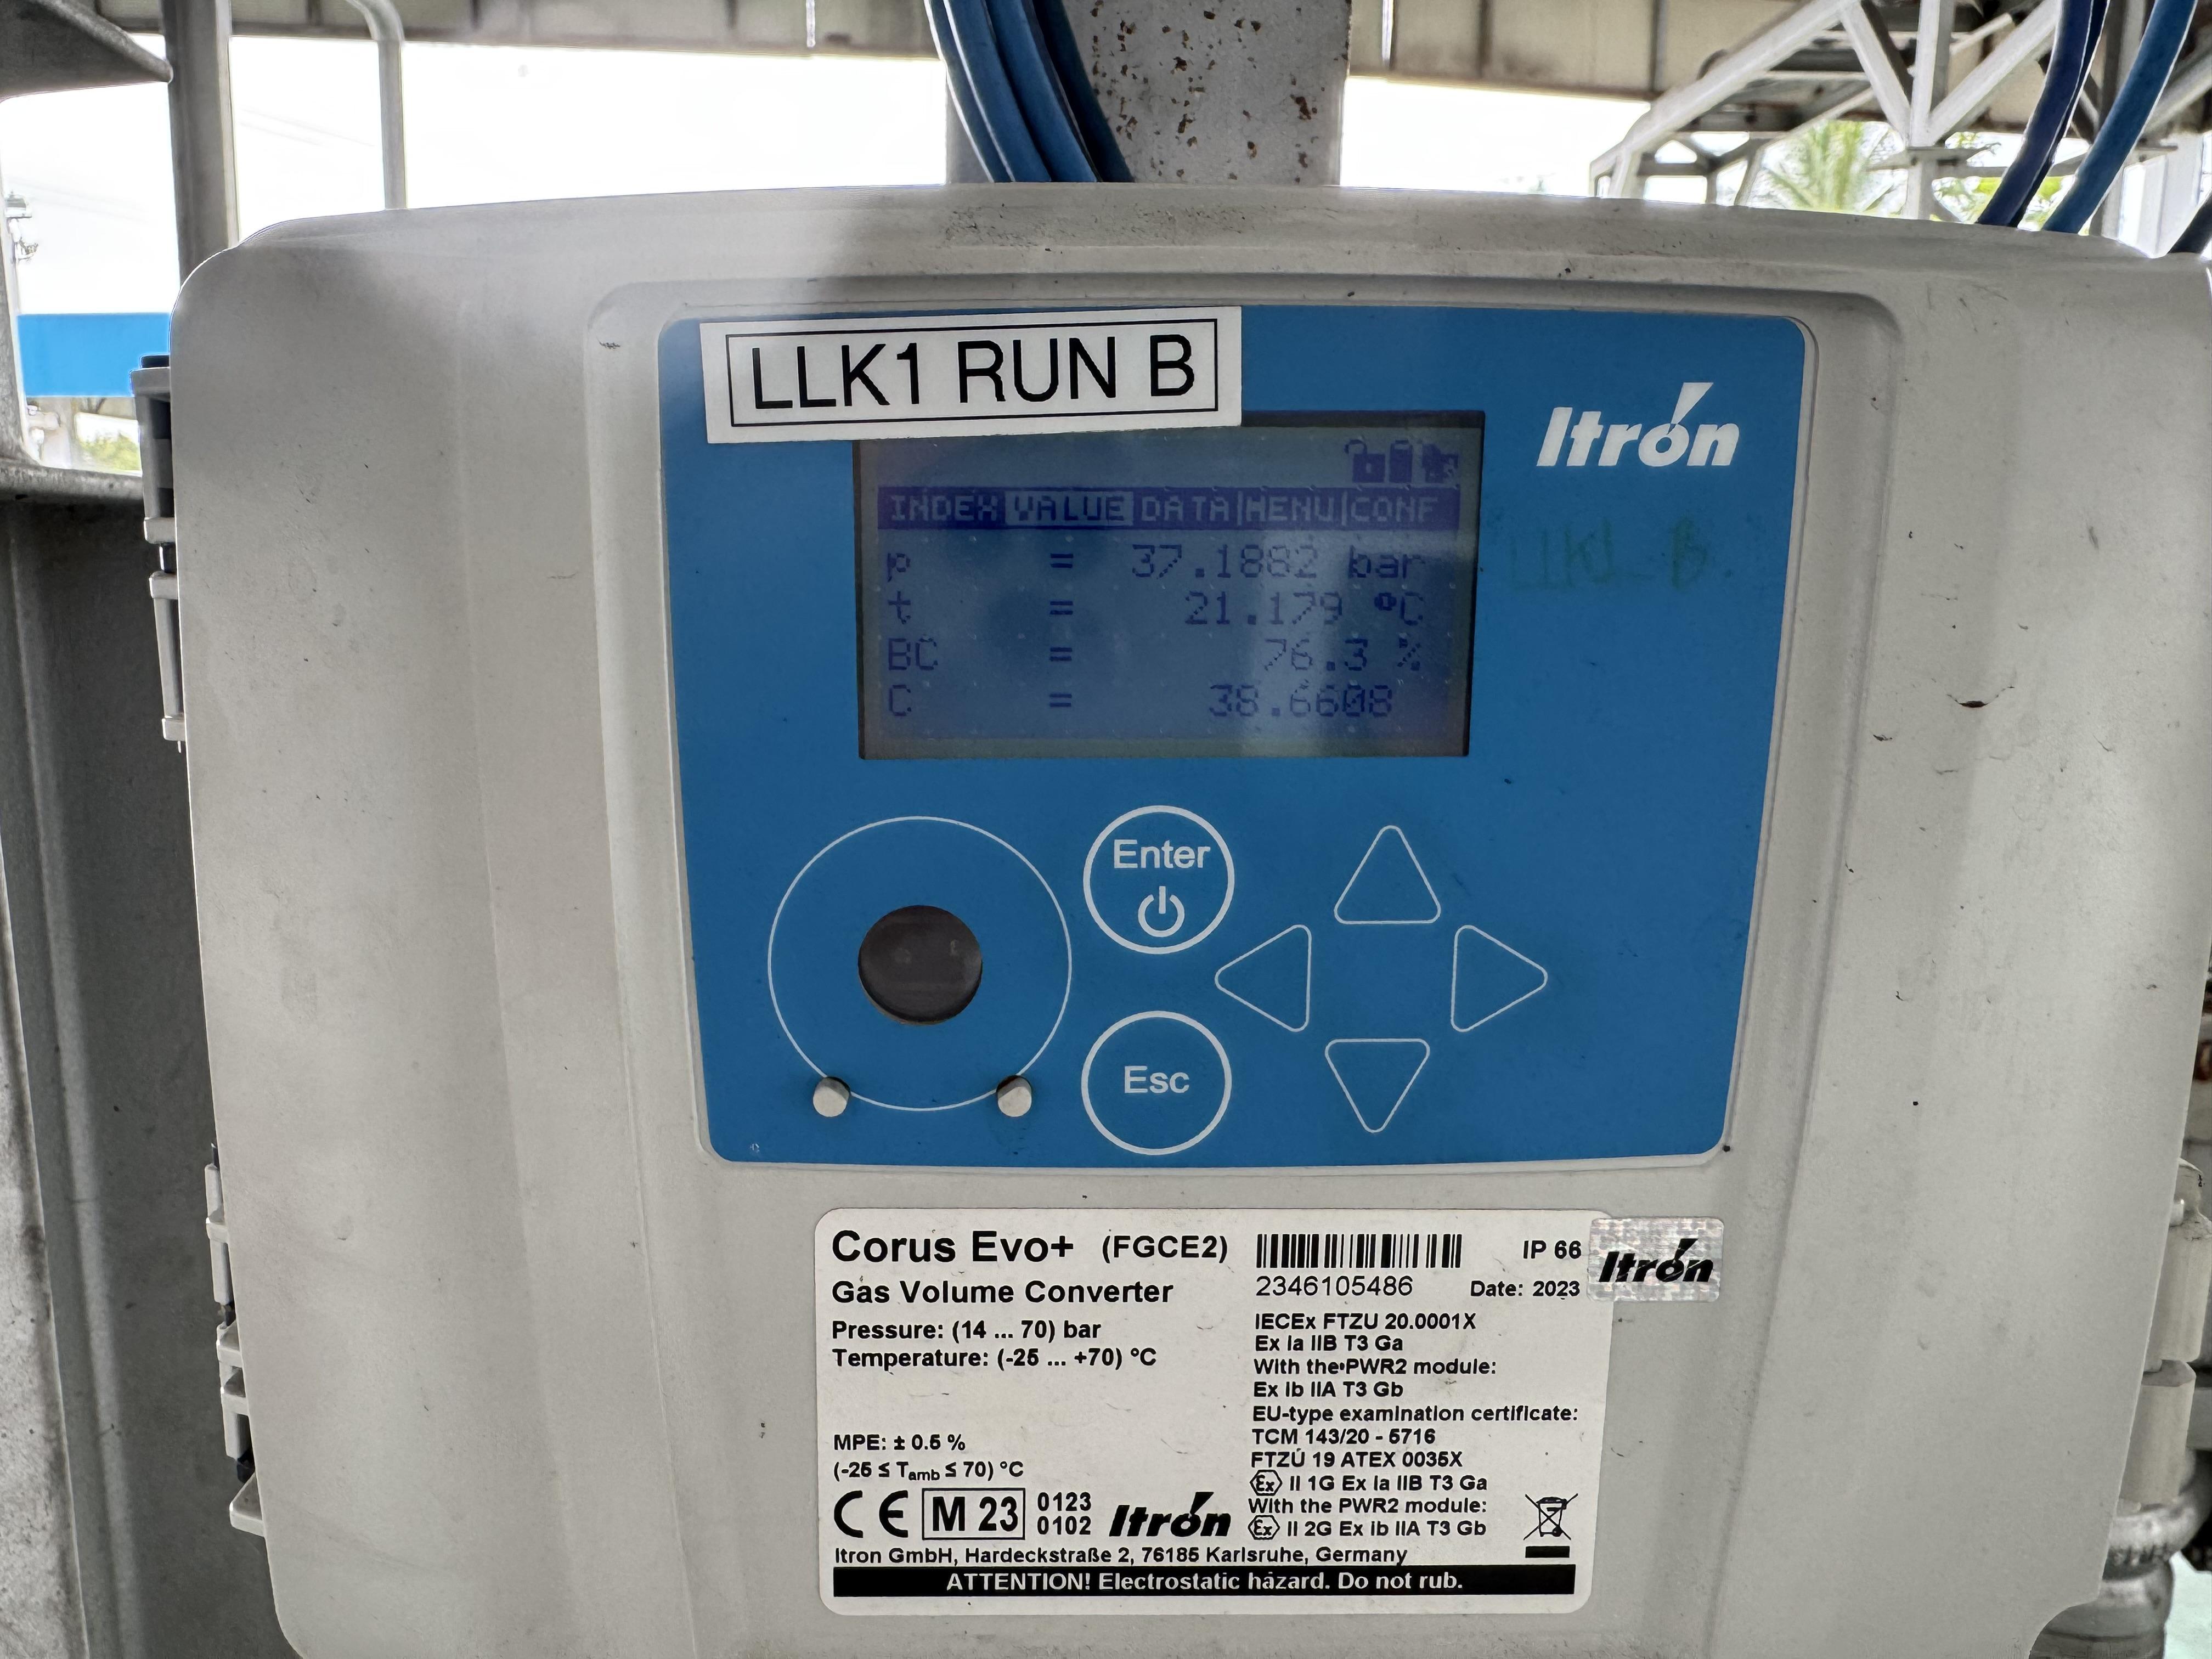 LLK1 RUN B
Itrón
INDEX VALUE DATA|MENU|CONF
LLK1-B
p = 37.1882 bar
t = 21.179 °C
BC = 76.3 %
C = 38.6608
Enter
Esc
Corus Evo+ (FGCE2)
Gas Volume Converter
Pressure: (14 ... 70) bar
Temperature: (-25 ... +70) °C
MPE: ± 0.5 %
(-25 ≤ Tamb ≤ 70) °C
CE M 23 0123
0102 Itrón
2346105486
IP 66
Date: 2023
Itrón
IECEx FTZU 20.0001X
Ex ia IIB T3 Ga
With the PWR2 module:
Ex ib IIA T3 Gb
EU-type examination certificate:
TCM 143/20 - 5716
FTZÚ 19 ATEX 0035X
Ex II 1G Ex ia IIB T3 Ga
With the PWR2 module:
Ex II 2G Ex ib IIA T3 Gb
Itron GmbH, Hardeckstraße 2, 76185 Karlsruhe, Germany
ATTENTION! Electrostatic hazard. Do not rub.